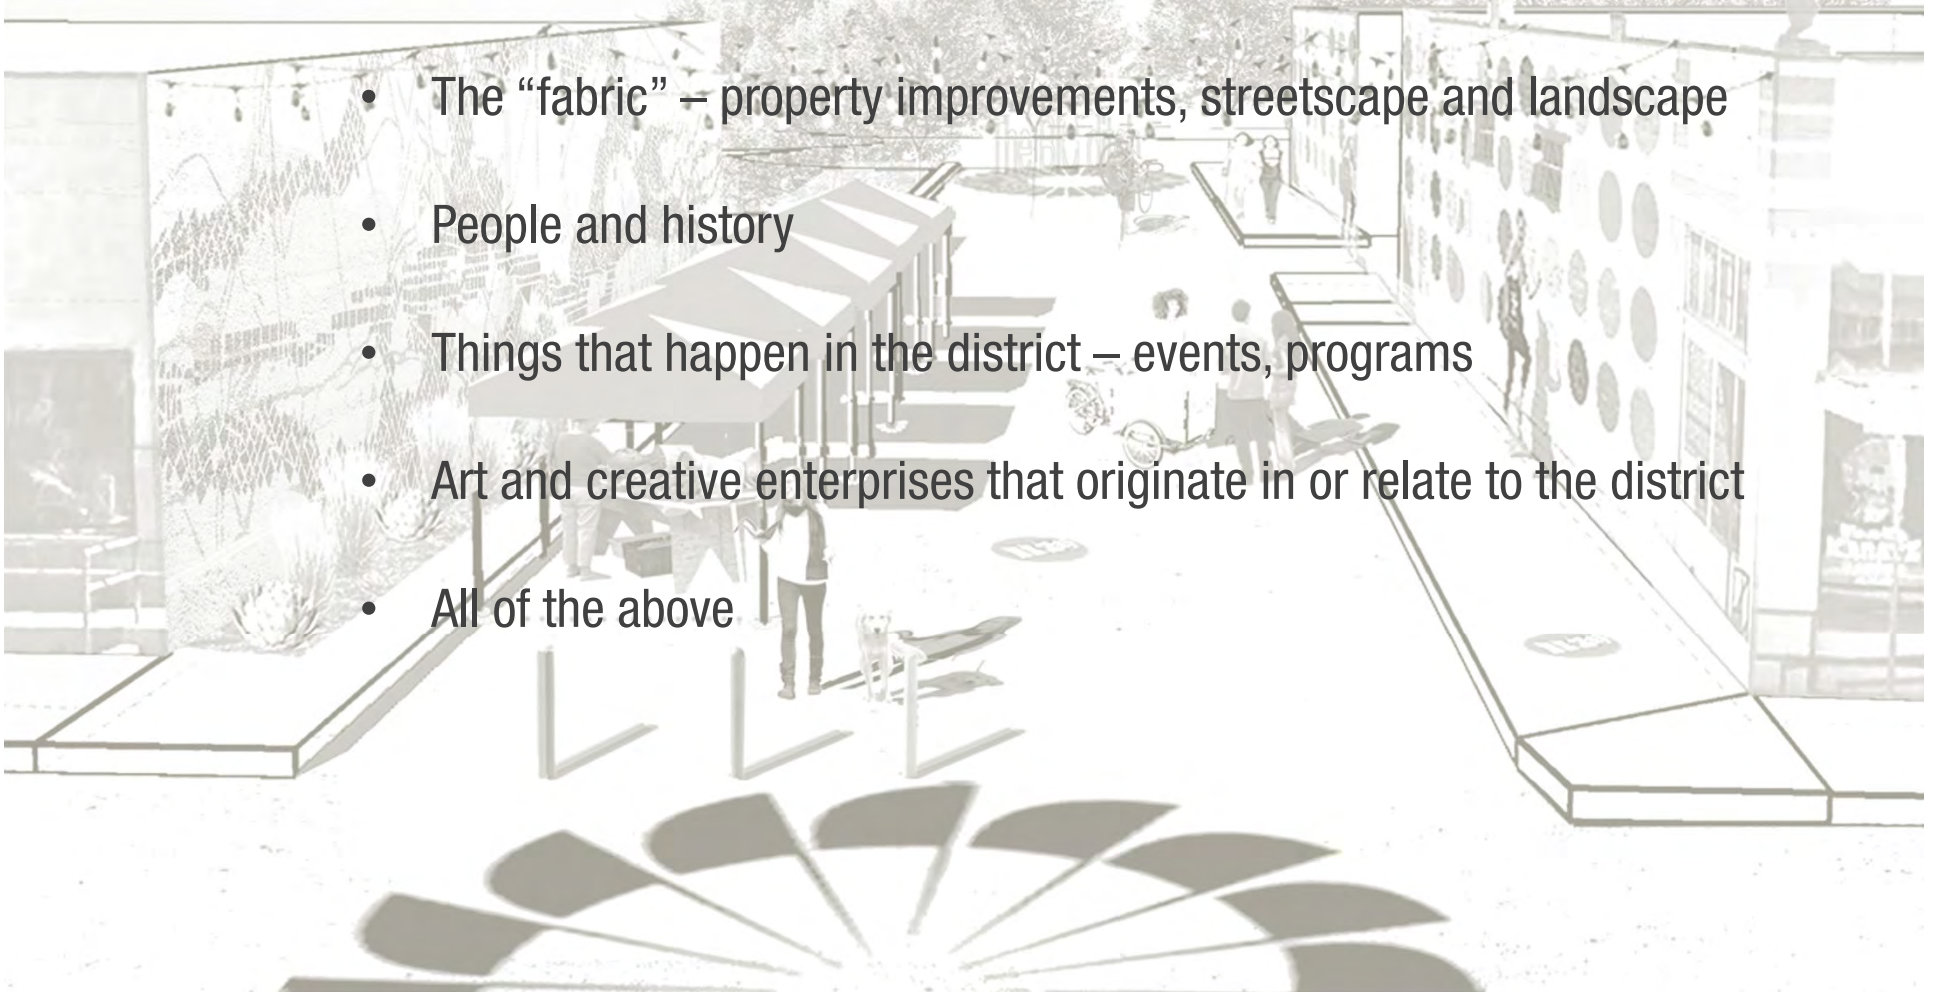 • The “fabric” – property improvements, streetscape and landscape
• People and history
• Things that happen in the district – events, programs
• Art and creative enterprises that originate in or relate to the district
• All of the above